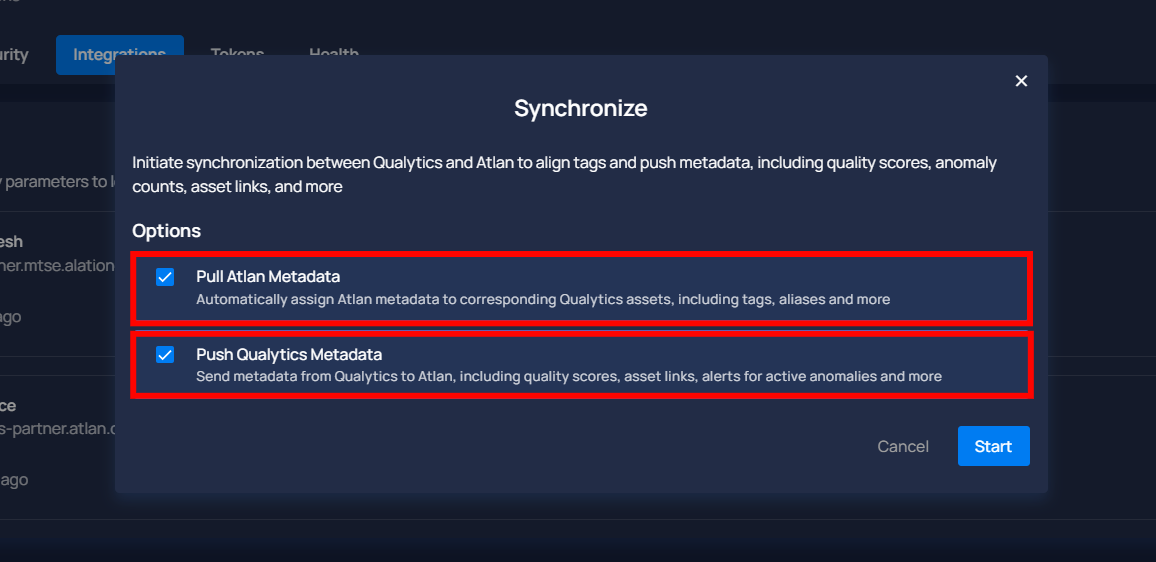 urity
Integrations
Tokens
Health
Synchronize
Initiate synchronization between Qualytics and Atlan to align tags and push metadata, including quality scores, anomaly
counts, asset links, and more
parameters to
Options
esh
ner.mtse.alation
Pull Atlan Metadata
Automatically assign Atlan metadata to corresponding Qualytics assets, including tags, aliases and more
ago
Push Qualytics Metadata
Send metadata from Qualytics to Atlan, including quality scores, asset links, alerts for active anomalies and more
ce
s-partner.atlan.c
Cancel
Start
ago